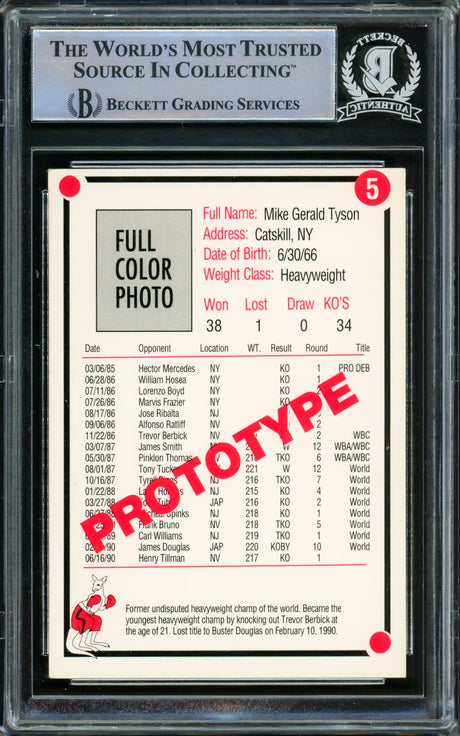 THE WORLD'S MOST TRUSTED
SOURCE IN COLLECTING™
B BECKETT GRADING SERVICES
BECKETT
B
AUTHENTIC
5
FULL
COLOR
PHOTO
Full Name: Mike Gerald Tyson
Address: Catskill, NY
Date of Birth: 6/30/66
Weight Class: Heavyweight
Won Lost Draw KO'S
38 1 0 34
Date Opponent Location WT. Result Round Title
03/06/85 Hector Mercedes NY KO 1 PRO DEB
06/28/86 William Hosea NY KO 1
07/11/86 Lorenzo Boyd NY KO 2
07/26/86 Marvis Frazier NY KO
08/17/86 Jose Ribalta NJ
09/06/86 Alfonso Ratliff NV
11/22/86 Trevor Berbick NV 2 WBC
03/07/87 James Smith NV W 12 WBA/WBC
05/30/87 Pinklon Thomas NV TKO 6 WBA/WBC
08/01/87 Tony Tucker 221 W 12 World
10/16/87 NJ 216 TKO 7 World
01/22/88 NJ 215 KO 4 World
JAP 216 KO 2 World
Spinks NJ 218 KO 1 World
Bruno NV 218 TKO 5 World
Carl Williams NJ 219 TKO 1 World
90 James Douglas JAP 220 KOBY 10 World
06/16/90 Henry Tillman NV 217 KO 1
PROTOTYPE
Former undisputed heavyweight champ of the world. Became the
youngest heavyweight champ by knocking out Trevor Berbick at
the age of 21. Lost title to Buster Douglas on February 10, 1990.